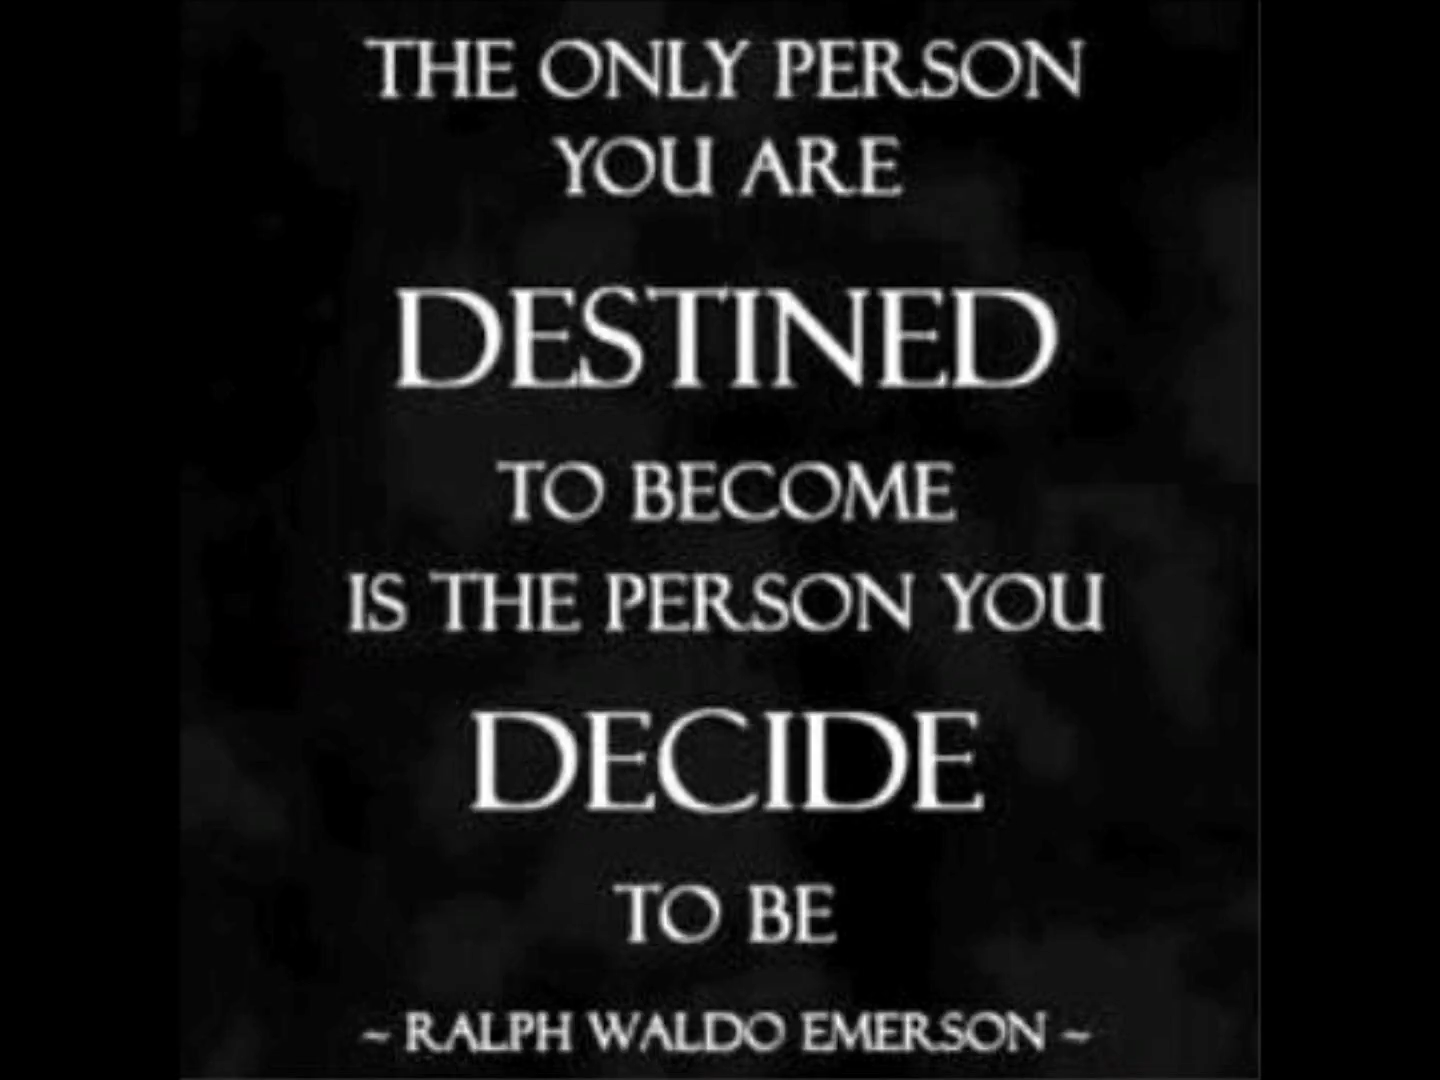 THE ONLY PERSON
YOU ARE
DESTINED
TO BECOME
IS THE PERSON YOU
DECIDE
TO BE
~ RALPH WALDO EMERSON ~